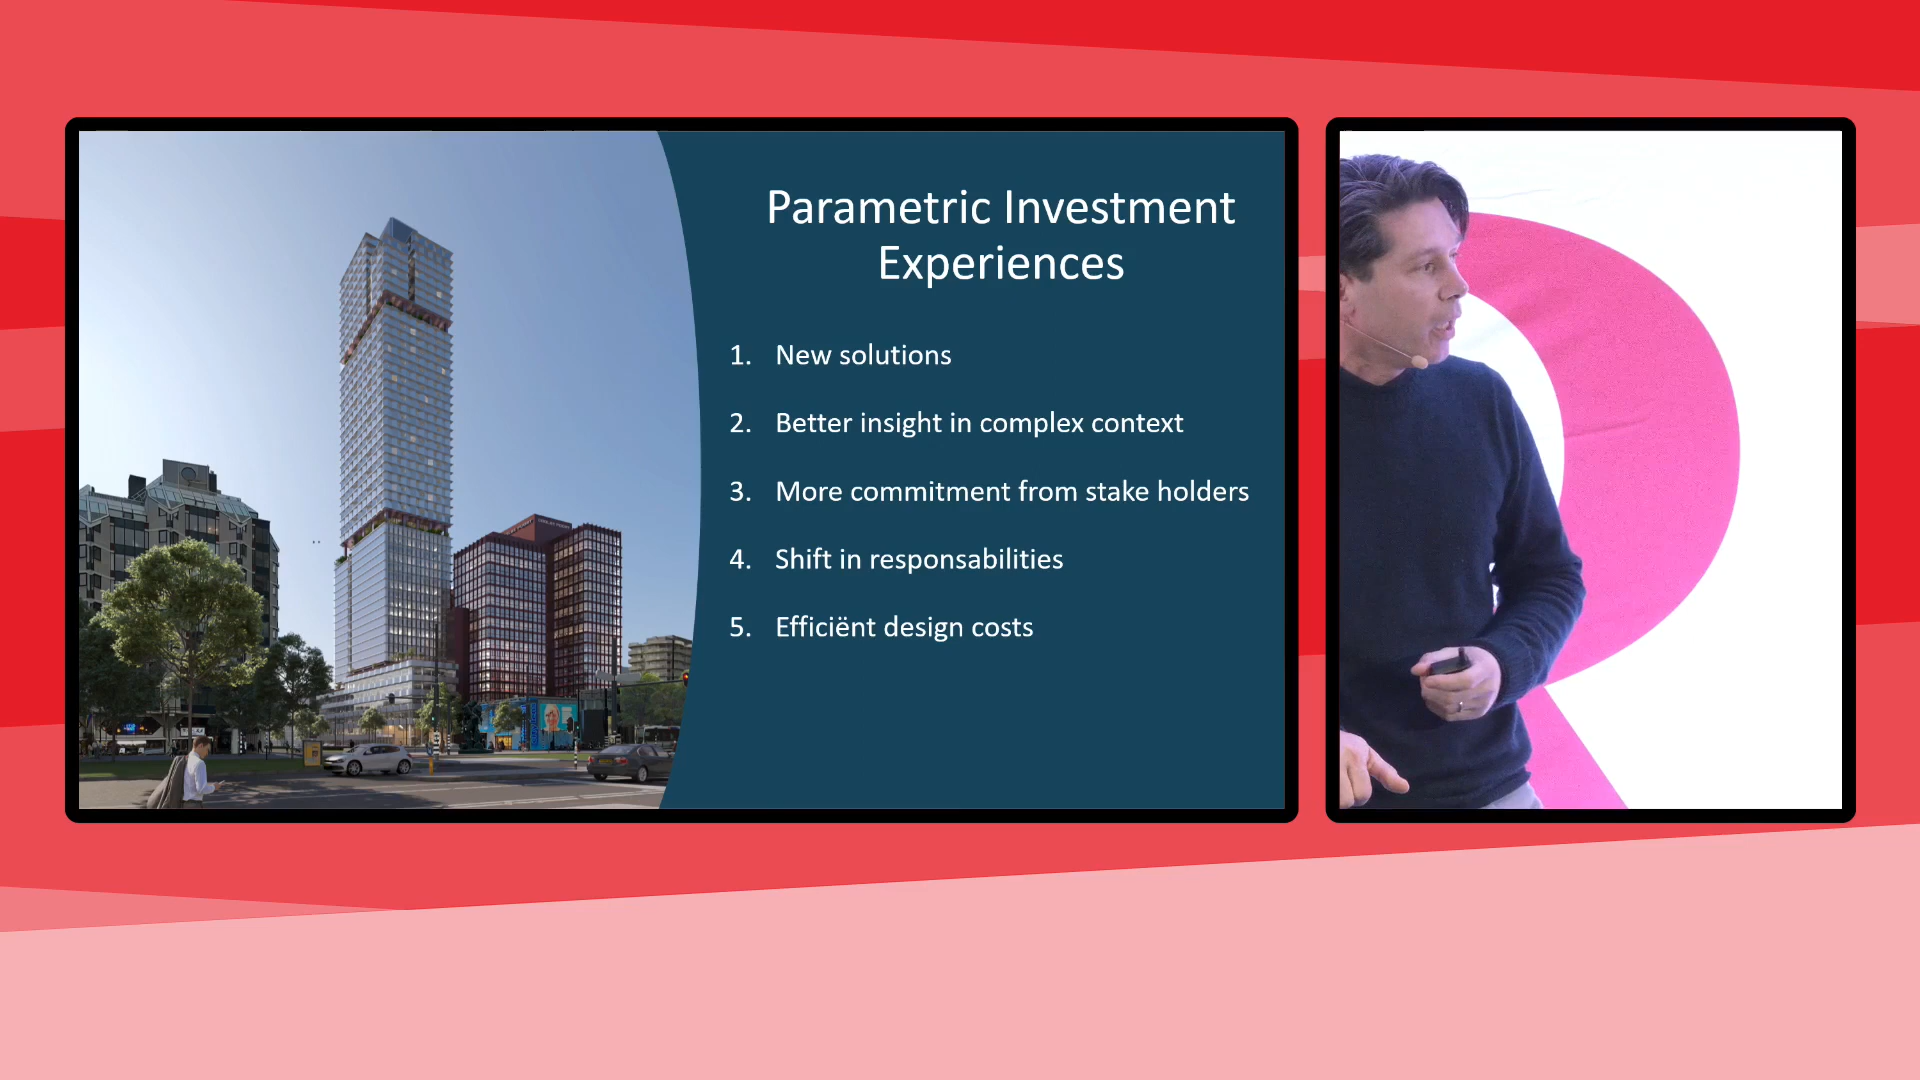 Parametric Investment
Experiences
1. New solutions
2. Better insight in complex context
3. More commitment from stake holders
4. Shift in responsabilities
5. Efficiënt design costs